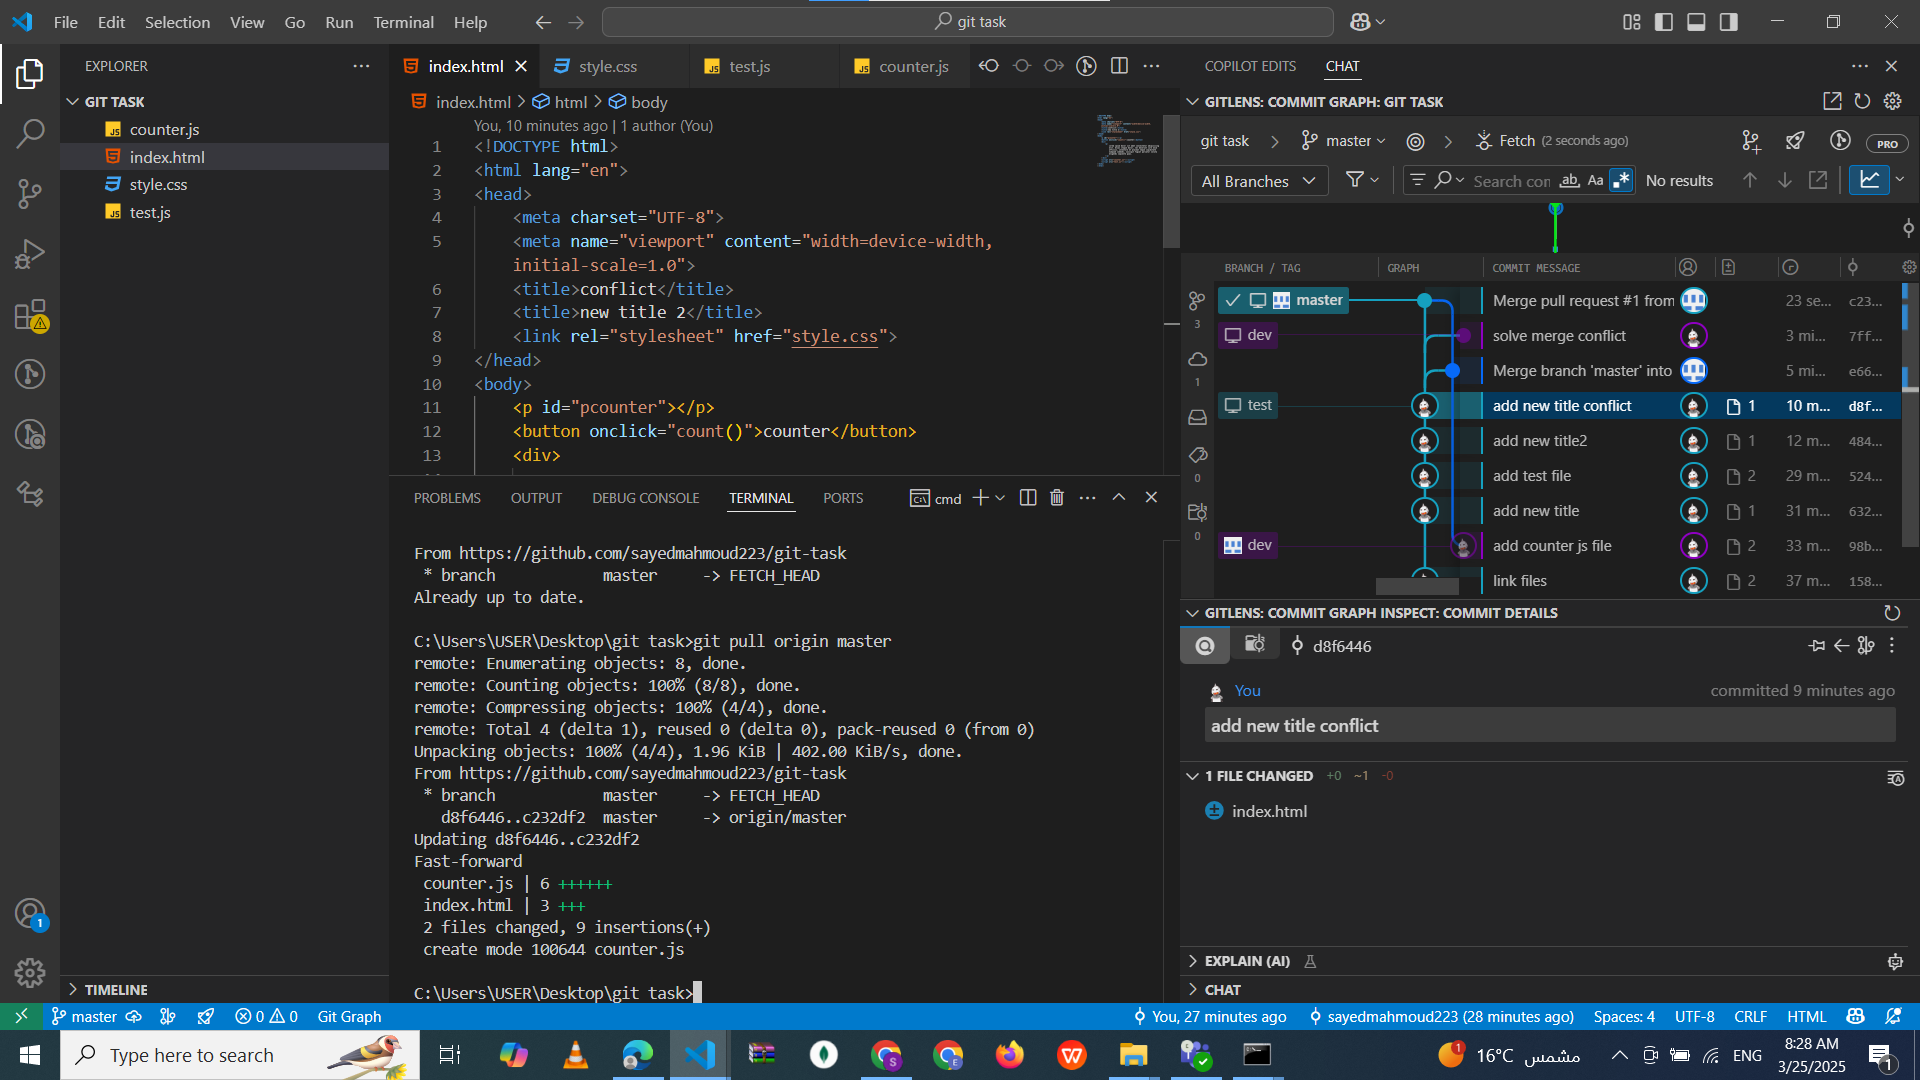 File Edit Selection View Go Run Terminal Help
git task
EXPLORER
GIT TASK
counter.js
index.html
style.css
test.js
TIMELINE
index.html
style.css
test.js
counter.js
index.html > html > body
You, 10 minutes ago | 1 author (You)
1 <!DOCTYPE html>
2 <html lang="en">
3 <head>
4 <meta charset="UTF-8">
5 <meta name="viewport" content="width=device-width,
initial-scale=1.0">
6 <title>conflict</title>
7 <title>new title 2</title>
8 <link rel="stylesheet" href="style.css">
9 </head>
10 <body>
11 <p id="pcounter"></p>
12 <button onclick="count()">counter</button>
13 <div>
PROBLEMS OUTPUT DEBUG CONSOLE TERMINAL PORTS
cmd
From https://github.com/sayedmahmoud223/git-task
* branch master -> FETCH_HEAD
Already up to date.
C:\Users\USER\Desktop\git task>git pull origin master
remote: Enumerating objects: 8, done.
remote: Counting objects: 100% (8/8), done.
remote: Compressing objects: 100% (4/4), done.
remote: Total 4 (delta 1), reused 0 (delta 0), pack-reused 0 (from 0)
Unpacking objects: 100% (4/4), 1.96 KiB | 402.00 KiB/s, done.
From https://github.com/sayedmahmoud223/git-task
* branch master -> FETCH_HEAD
d8f6446..c232df2 master -> origin/master
Updating d8f6446..c232df2
Fast-forward
counter.js | 6 ++++++
index.html | 3 +++
2 files changed, 9 insertions(+)
create mode 100644 counter.js
C:\Users\USER\Desktop\git task>
COPILOT EDITS CHAT
GITLENS: COMMIT GRAPH: GIT TASK
git task > master > Fetch (2 seconds ago)
PRO
All Branches
Search con
ab, Aa .*
No results
BRANCH / TAG GRAPH COMMIT MESSAGE
master Merge pull request #1 from 23 se... c23...
dev solve merge conflict 3 mi... 7ff...
Merge branch 'master' into 5 mi... e66...
test add new title conflict 1 10 m... d8f...
add new title2 1 12 m... 484...
add test file 2 29 m... 524...
add new title 1 31 m... 632...
dev add counter js file 2 33 m... 98b...
link files 2 37 m... 158...
3
1
0
0
GITLENS: COMMIT GRAPH INSPECT: COMMIT DETAILS
d8f6446
You
committed 9 minutes ago
add new title conflict
1 FILE CHANGED +0 ~1 -0
index.html
EXPLAIN (AI)
CHAT
1
master
0 0
Git Graph
You, 27 minutes ago
sayedmahmoud223 (28 minutes ago)
Spaces: 4
UTF-8
CRLF
HTML
Type here to search
1
16°C مشمس
ENG
8:28 AM
3/25/2025
1